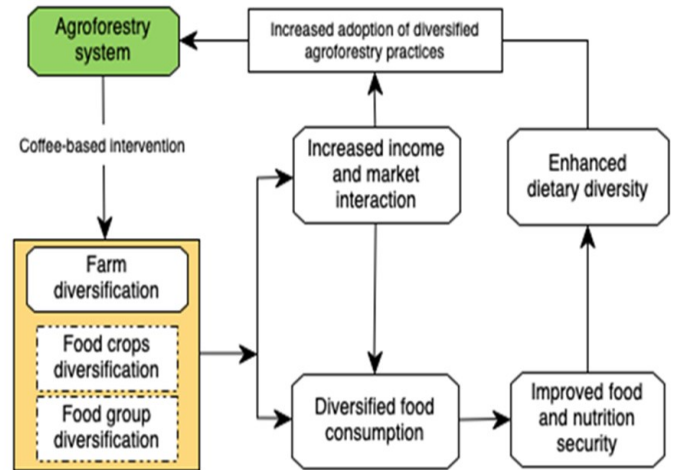 Agroforestry
system
Increased adoption of diversified
agroforestry practices
Coffee-based intervention
Increased income
and market
interaction
Enhanced
dietary diversity
Farm
diversification
Food crops
diversification
Food group
diversification
Diversified food
consumption
Improved food
and nutrition
security